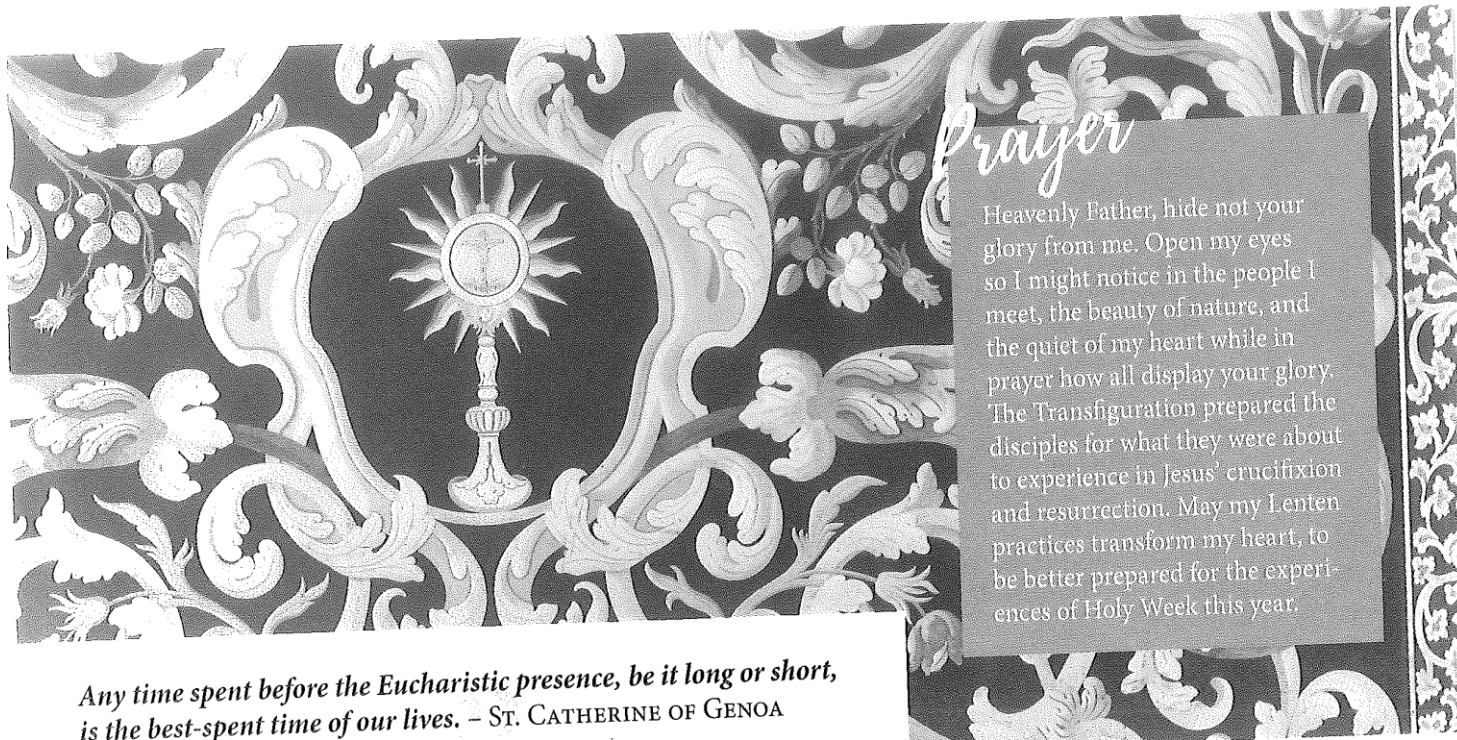 Prayer
Heavenly Father, hide not your
glory from me. Open my eyes
so I might notice in the people I
meet, the beauty of nature, and
the quiet of my heart while in
prayer how all display your glory.
The Transfiguration prepared the
disciples for what they were about
to experience in Jesus' crucifixion
and resurrection. May my Lenten
practices transform my heart, to
be better prepared for the experi-
ences of Holy Week this year.
Any time spent before the Eucharistic presence, be it long or short,
is the best-spent time of our lives. – St. Catherine of Genoa